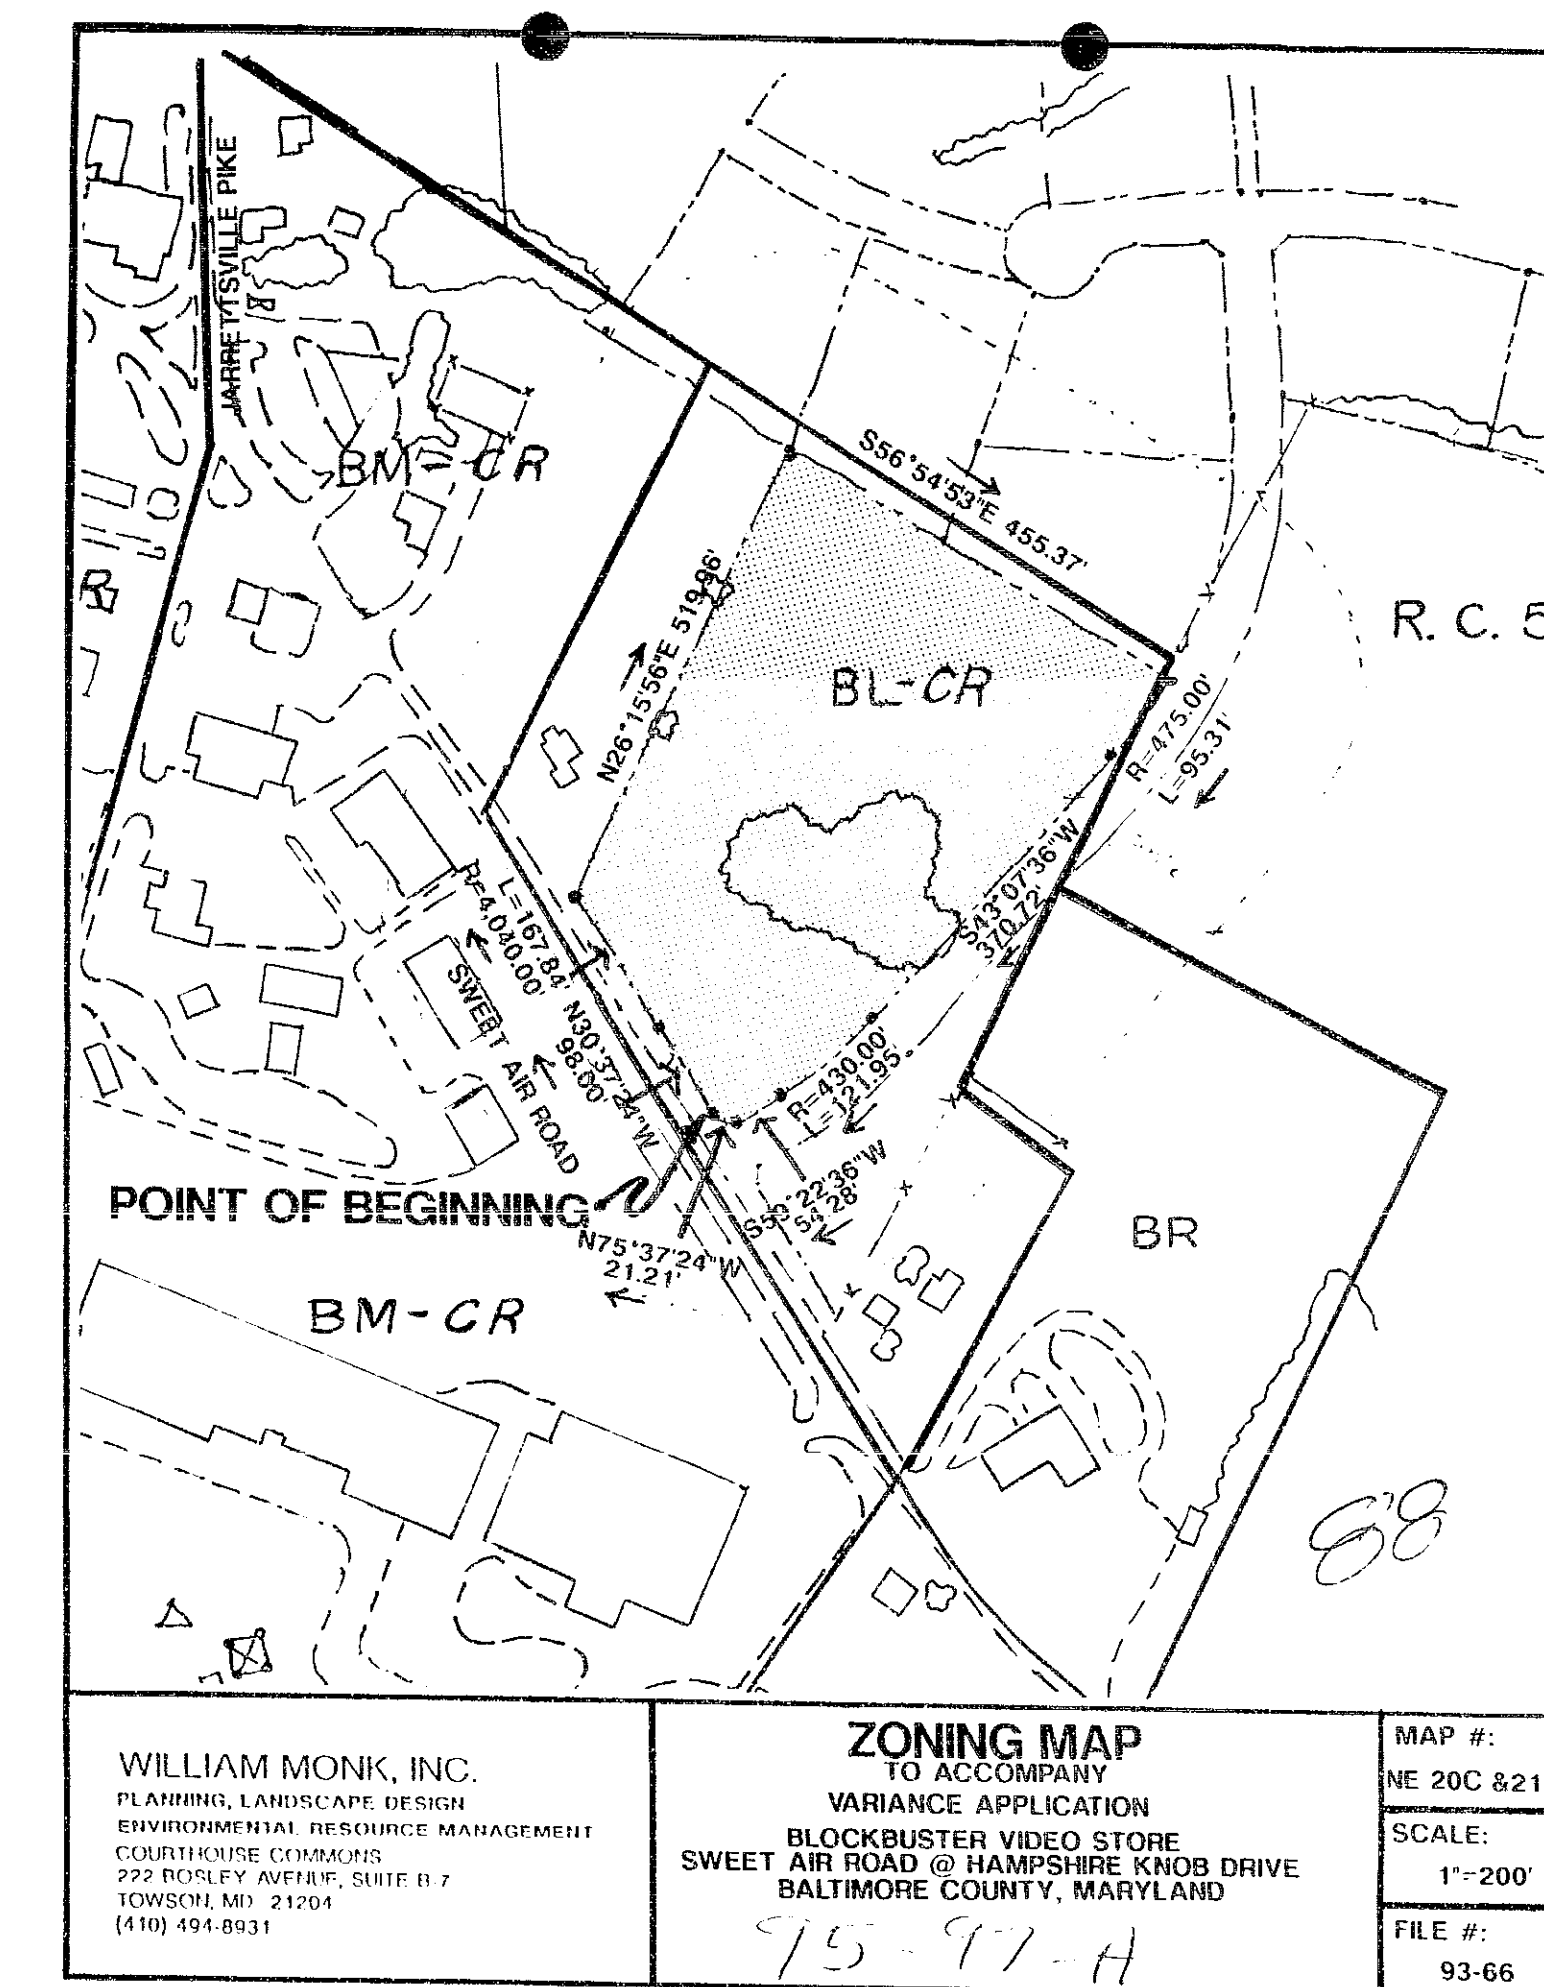 JARRETTSVILLE PIKE
BM-CR
S56°54'53"E 455.37'
N26°15'56"E 519.96'
R. C. 5
BL-CR
R=475.00'
L=95.31'
S43°07'36"W
370.72'
L=167.84'
R=4,040.00'
N30°37'24"W
98.00'
SWEET AIR ROAD
R=430.00'
L=121.95'
POINT OF BEGINNING
N75°37'24"W
21.21'
54.28'
BR
BM-CR
88
WILLIAM MONK, INC.
PLANNING, LANDSCAPE DESIGN
ENVIRONMENTAL RESOURCE MANAGEMENT
COURTHOUSE COMMONS
222 BOSLEY AVENUE, SUITE B-7
TOWSON, MD 21204
(410) 494-8931
ZONING MAP
TO ACCOMPANY
VARIANCE APPLICATION
BLOCKBUSTER VIDEO STORE
SWEET AIR ROAD @ HAMPSHIRE KNOB DRIVE
BALTIMORE COUNTY, MARYLAND
95-97-A
MAP #:
NE 20C &21
SCALE:
1"=200'
FILE #:
93-66